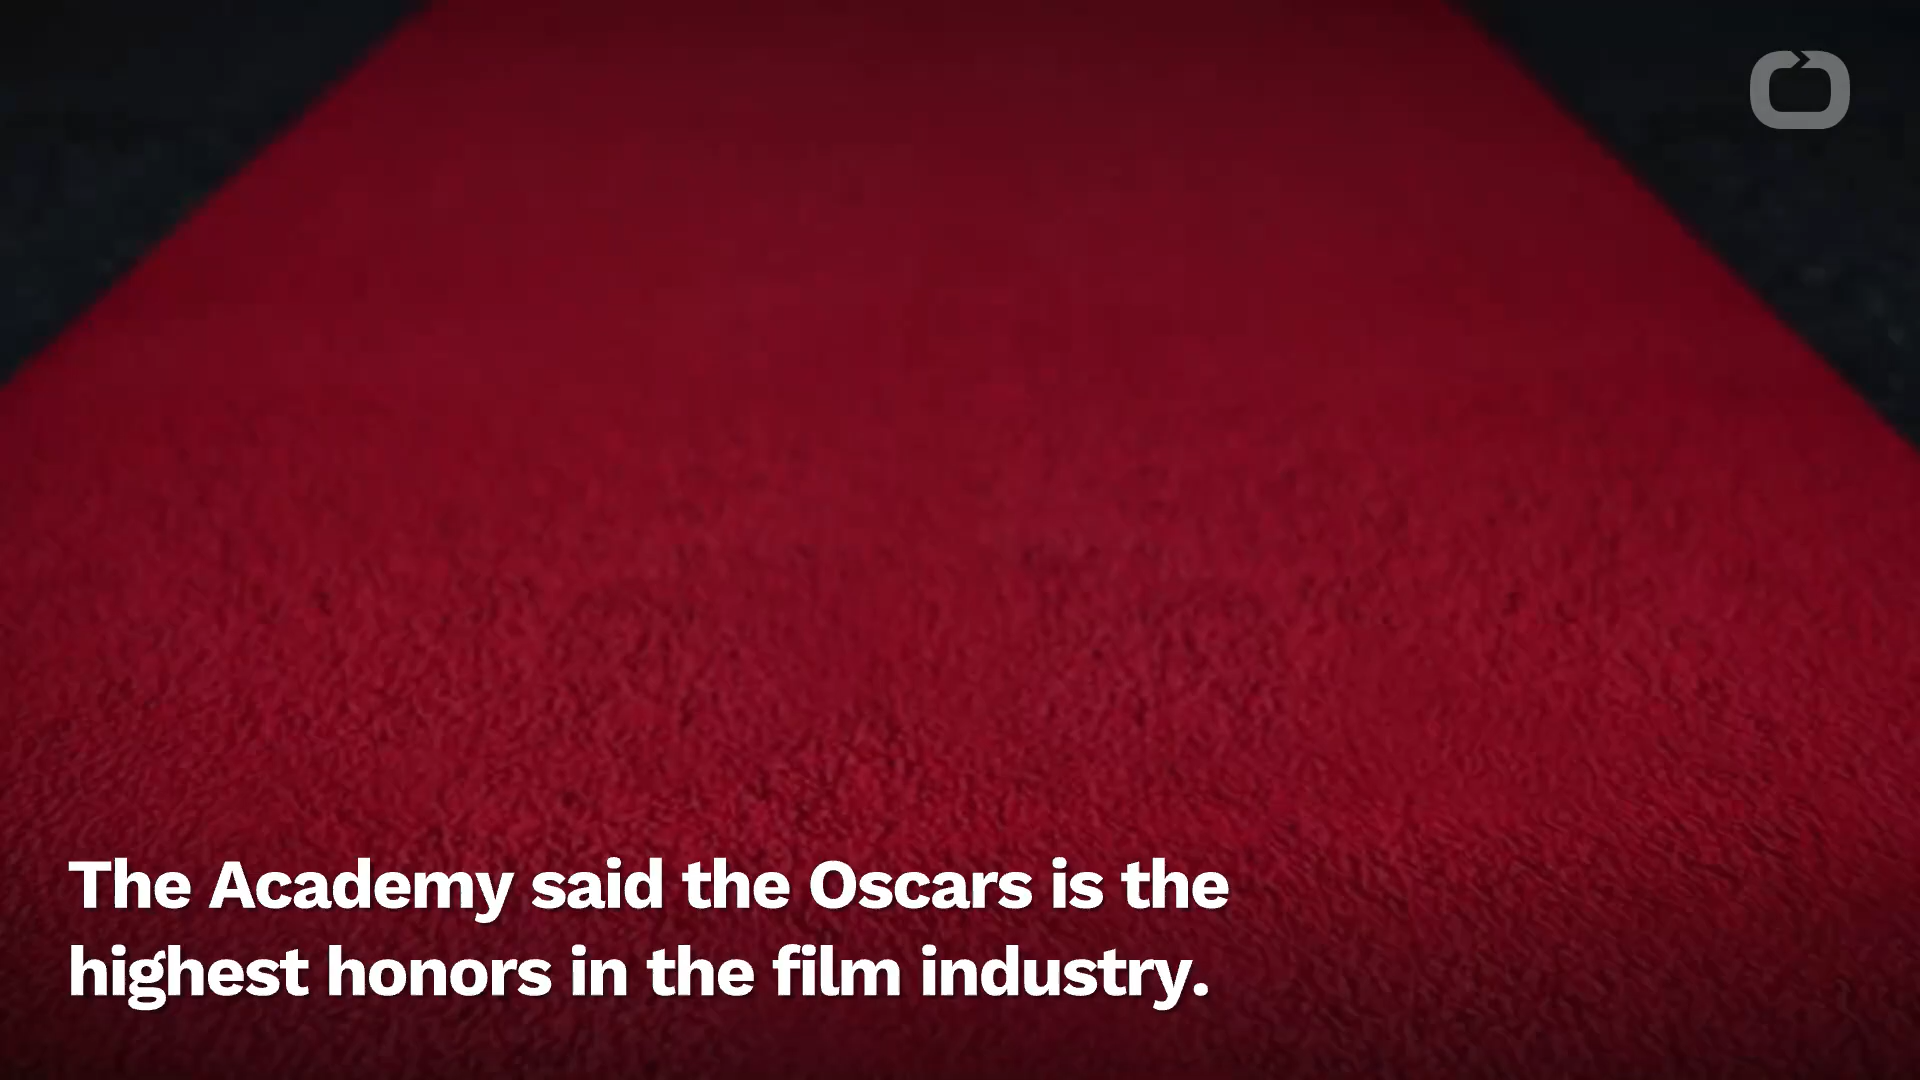 The Academy said the Oscars is the
highest honors in the film industry.